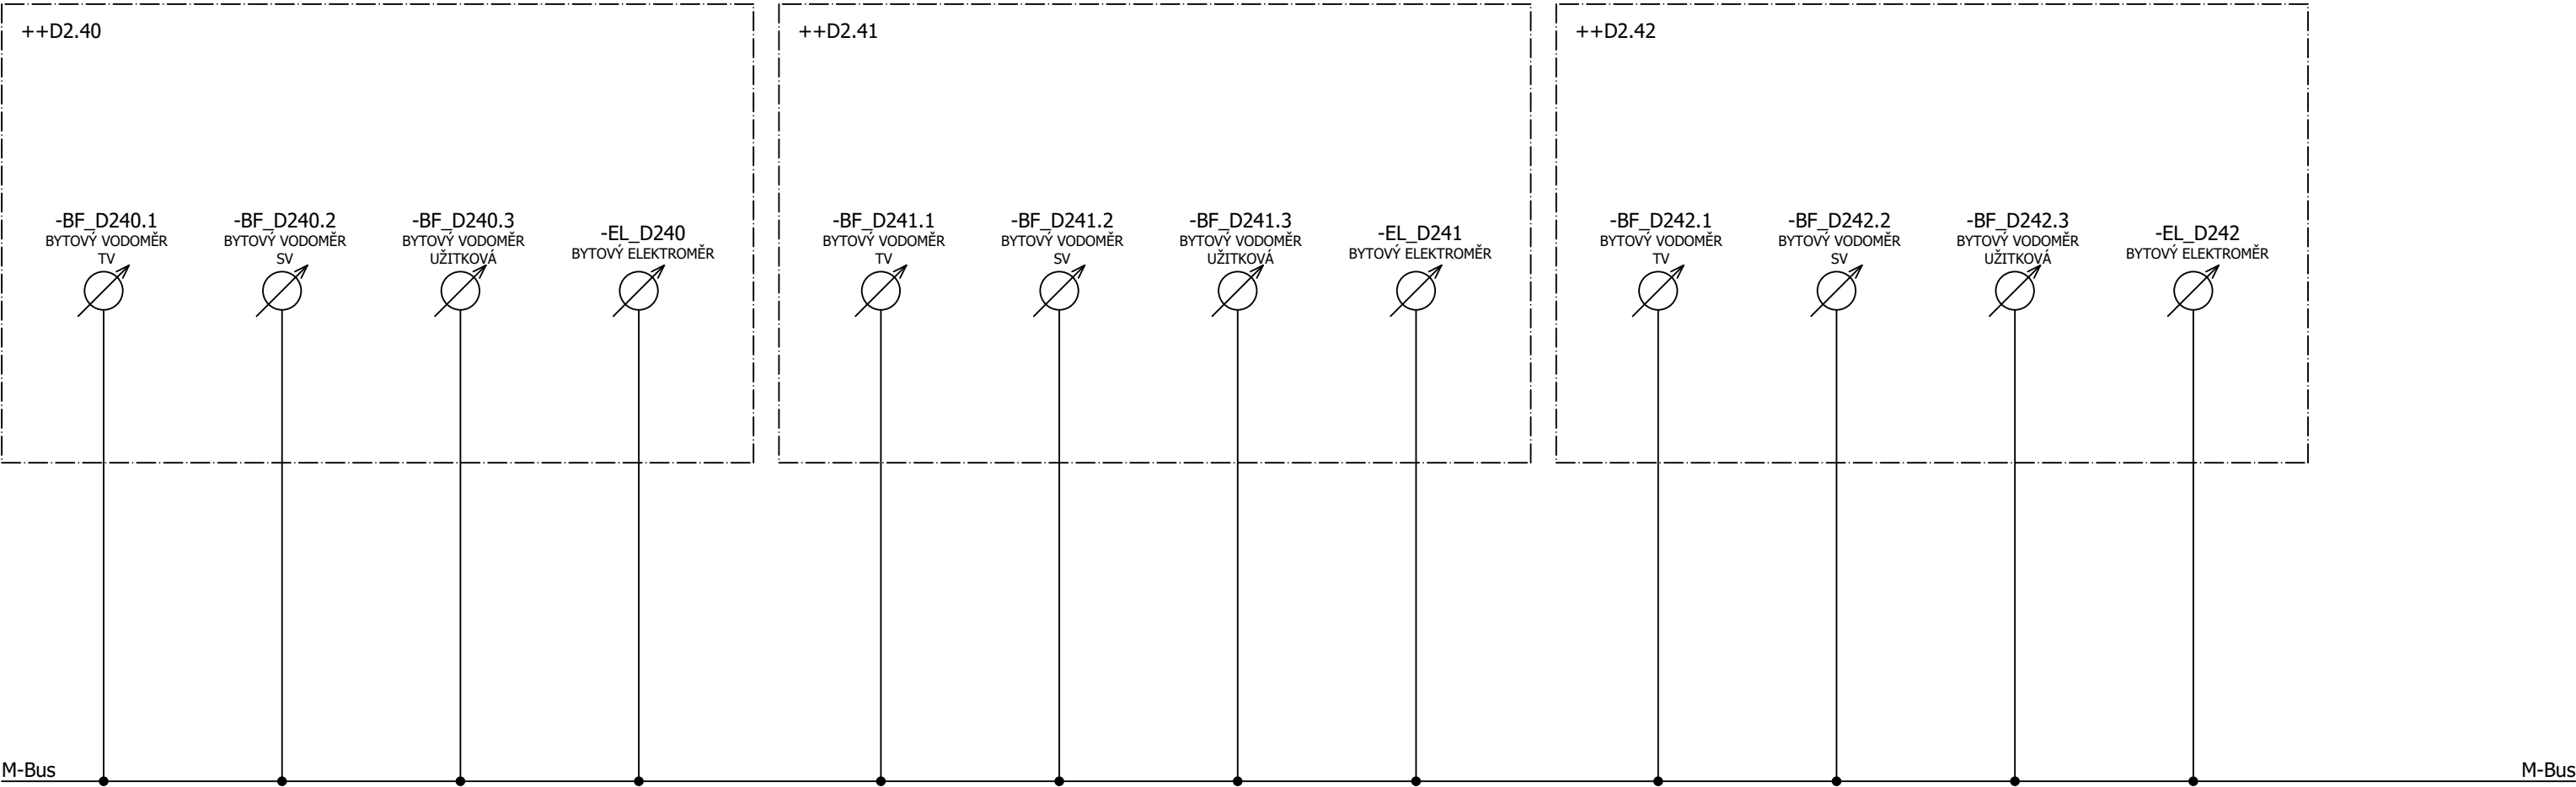 ++D2.40
++D2.41
++D2.42
-BF_D240.1
BYTOVÝ VODOMĚR
TV
-BF_D240.2
BYTOVÝ VODOMĚR
SV
-BF_D240.3
BYTOVÝ VODOMĚR
UŽITKOVÁ
-EL_D240
BYTOVÝ ELEKTROMĚR
-BF_D241.1
BYTOVÝ VODOMĚR
TV
-BF_D241.2
BYTOVÝ VODOMĚR
SV
-BF_D241.3
BYTOVÝ VODOMĚR
UŽITKOVÁ
-EL_D241
BYTOVÝ ELEKTROMĚR
-BF_D242.1
BYTOVÝ VODOMĚR
TV
-BF_D242.2
BYTOVÝ VODOMĚR
SV
-BF_D242.3
BYTOVÝ VODOMĚR
UŽITKOVÁ
-EL_D242
BYTOVÝ ELEKTROMĚR
M-Bus
M-Bus